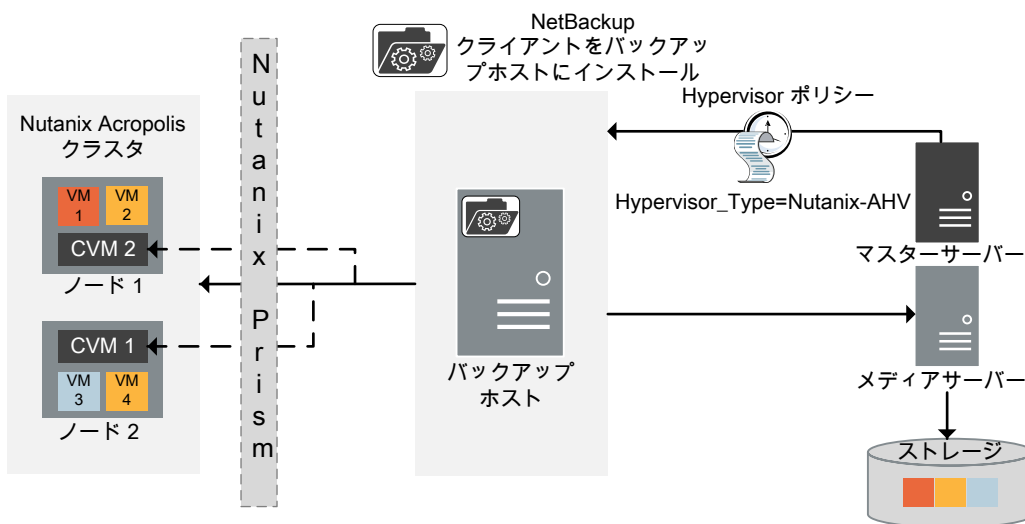 NetBackup
クライアントをバックアッ
プホストにインストール
Nutanix Prism
Nutanix Acropolis
クラスタ
VM
1
VM
2
CVM 2
ノード 1
CVM 1
VM
3
VM
4
ノード 2
バックアップ
ホスト
Hypervisor ポリシー
Hypervisor_Type=Nutanix-AHV
マスターサーバー
メディアサーバー
ストレージ